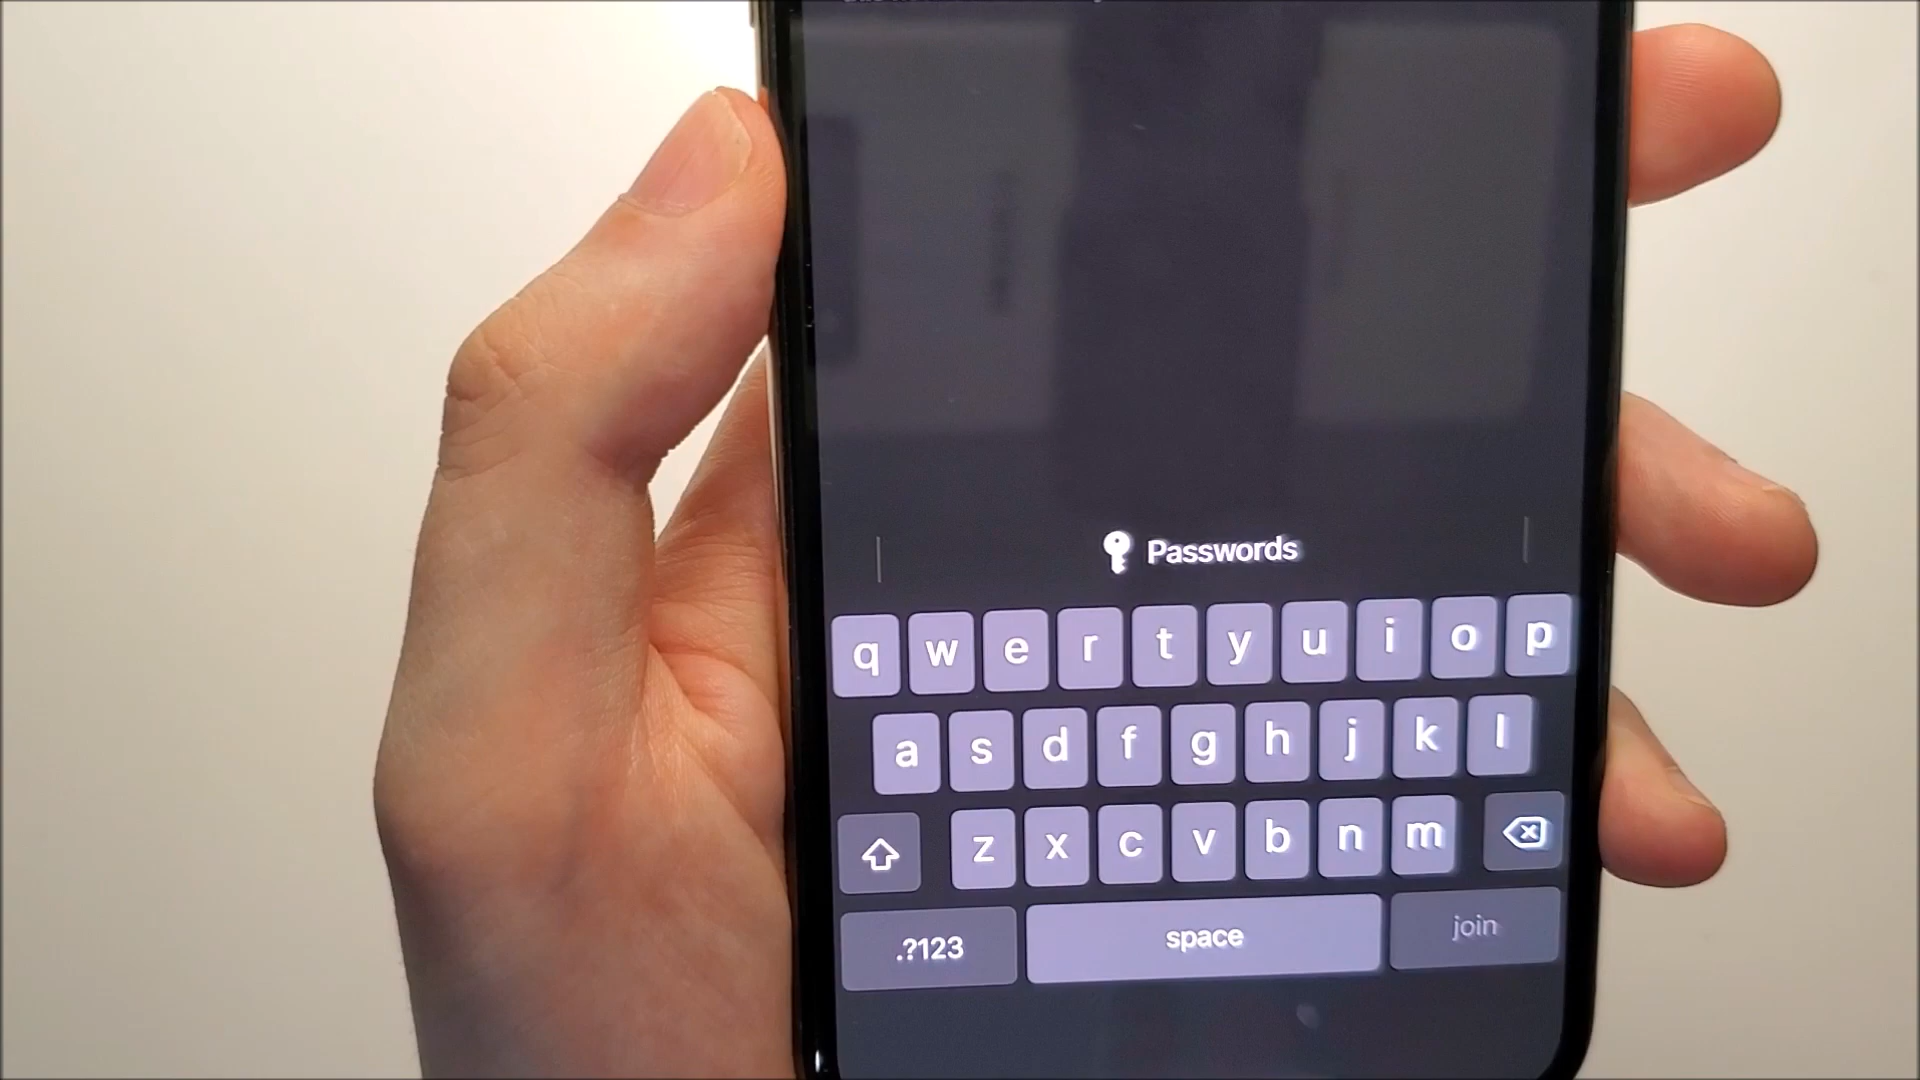 Passwords
q w e r t y u i o p
a s d f g h j k l
z x c v b n m
.?123 space join